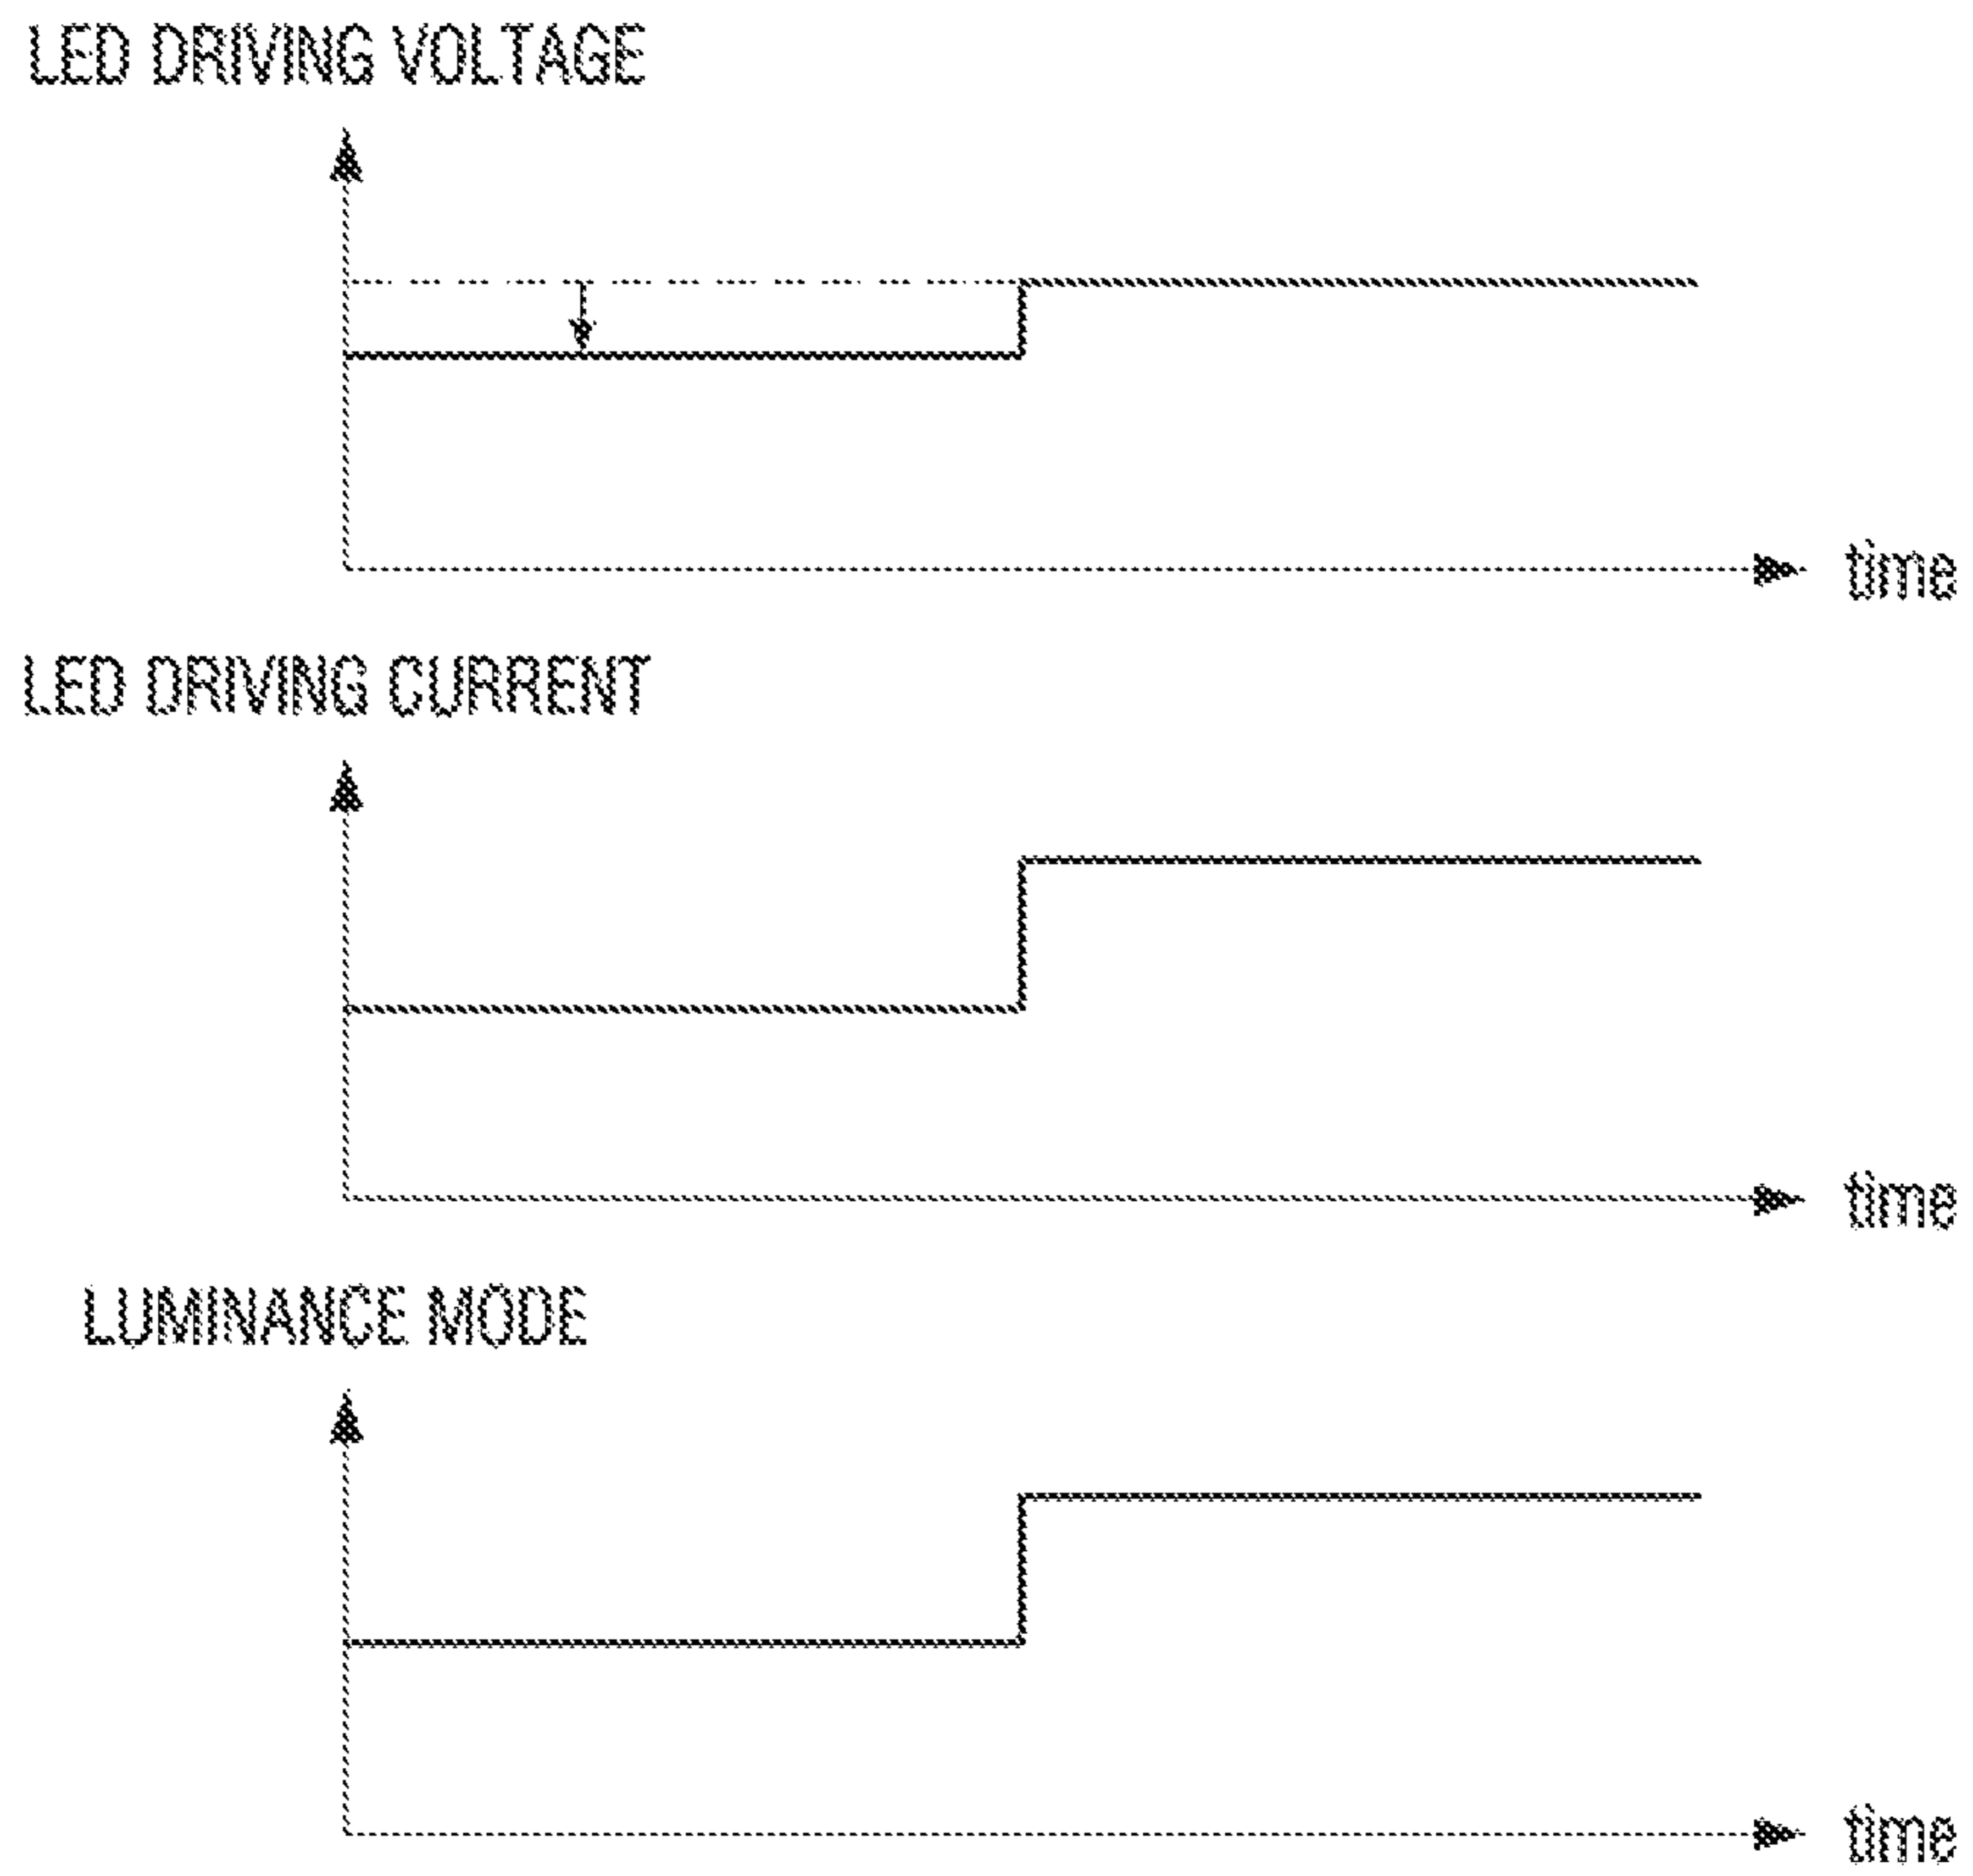 LED DRIVING VOLTAGE
time
LED DRIVING CURRENT
time
LUMINANCE MODE
time